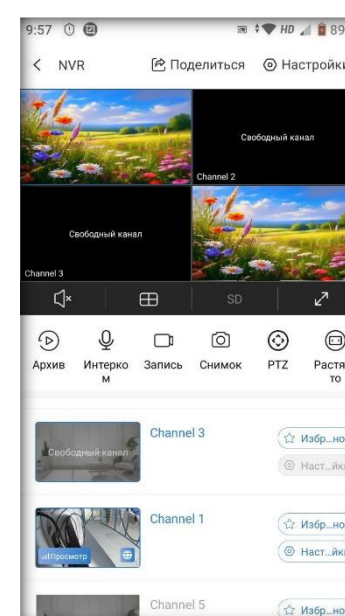 9:57 HD 89
NVR Поделиться Настройки
Свободный канал
Channel 2
Свободный канал
Channel 3
SD
Архив Интерко
м Запись Снимок PTZ Растя
то
Свободный канал
Channel 3
Избр...но
Наст...йки
Просмотр
Channel 1
Избр...но
Наст...йки
Channel 5
Избр...но